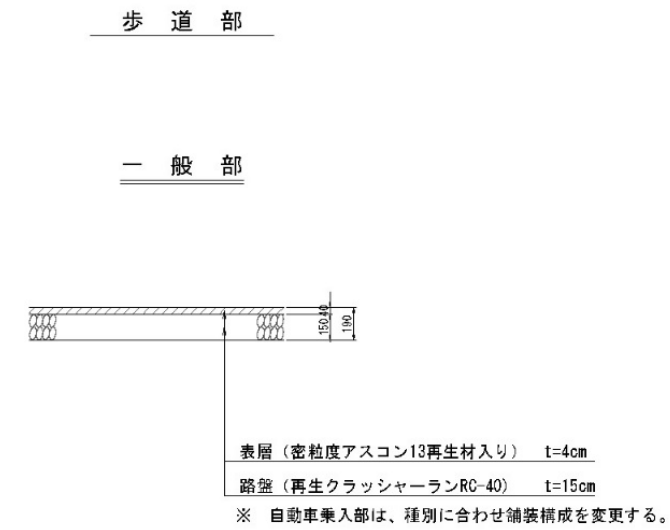 歩道部
一般部
40
150
190
表層（密粒度アスコン13再生材入り） t=4cm
路盤（再生クラッシャーランRC-40） t=15cm
※ 自動車乗入部は、種別に合わせ舗装構成を変更する。